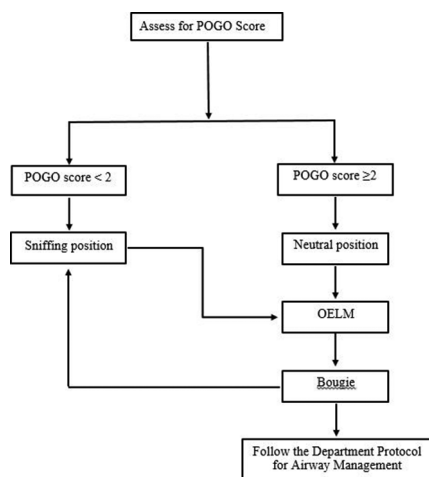 Assess for POGO Score
POGO score < 2
POGO score ≥2
Sniffing position
Neutral position
OELM
Bougie
Follow the Department Protocol
for Airway Management